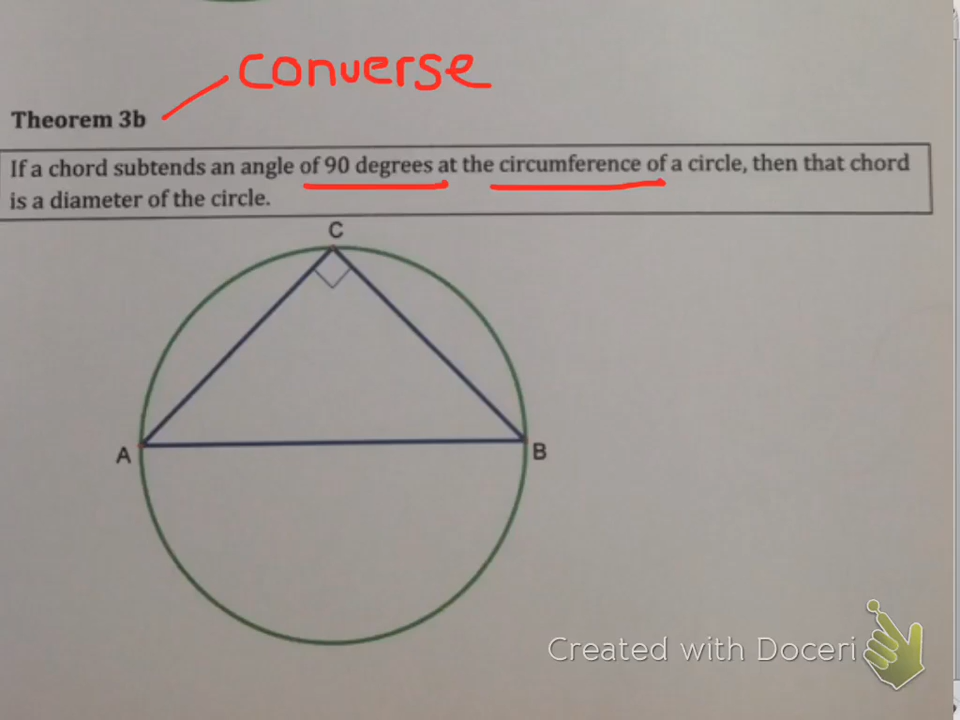 converse
Theorem 3b
If a chord subtends an angle of 90 degrees at the circumference of a circle, then that chord
is a diameter of the circle.
C
A
B
Created with Doceri